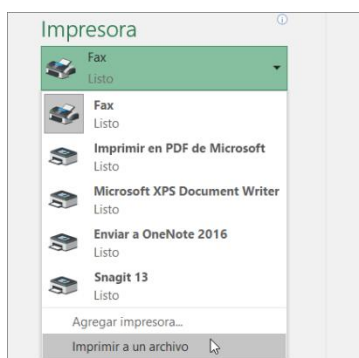 Impresora
Fax
Listo
Fax
Listo
Imprimir en PDF de Microsoft
Listo
Microsoft XPS Document Writer
Listo
Enviar a OneNote 2016
Listo
Snagit 13
Listo
Agregar impresora...
Imprimir a un archivo